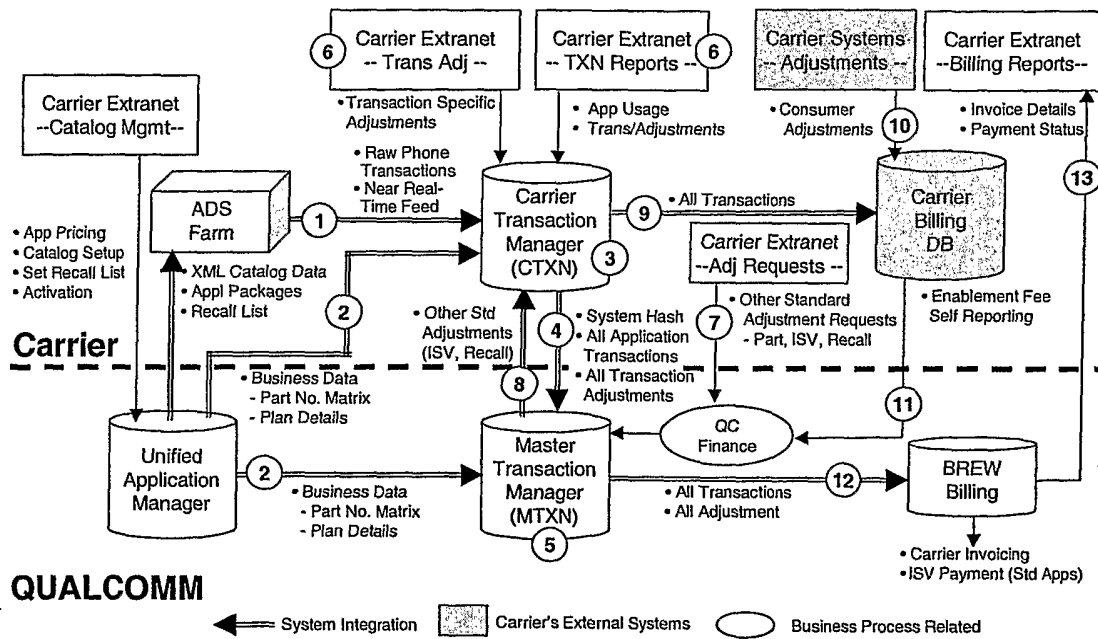 6
Carrier Extranet
-- Trans Adj --
Carrier Extranet
-- TXN Reports --
6
Carrier Systems
-- Adjustments --
Carrier Extranet
--Billing Reports--
Carrier Extranet
--Catalog Mgmt--
• Transaction Specific
Adjustments
• App Usage
• Trans/Adjustments
• Consumer
Adjustments
10
• Invoice Details
• Payment Status
13
• Raw Phone
Transactions
• Near Real-
Time Feed
ADS
Farm
1
Carrier
Transaction
Manager
(CTXN)
3
9
• All Transactions
Carrier
Billing
DB
Carrier Extranet
--Adj Requests --
• App Pricing
• Catalog Setup
• Set Recall List
• Activation
• XML Catalog Data
• Appl Packages
• Recall List
2
• Other Std
Adjustments
(ISV, Recall)
8
4
• System Hash
• All Application
Transactions
• All Transaction
Adjustments
7
• Other Standard
Adjustment Requests
- Part, ISV, Recall
• Enablement Fee
Self Reporting
Carrier
• Business Data
- Part No. Matrix
- Plan Details
11
QC
Finance
Unified
Application
Manager
2
• Business Data
- Part No. Matrix
- Plan Details
Master
Transaction
Manager
(MTXN)
5
12
• All Transactions
• All Adjustment
BREW
Billing
• Carrier Invoicing
• ISV Payment (Std Apps)
QUALCOMM
System Integration
Carrier's External Systems
Business Process Related